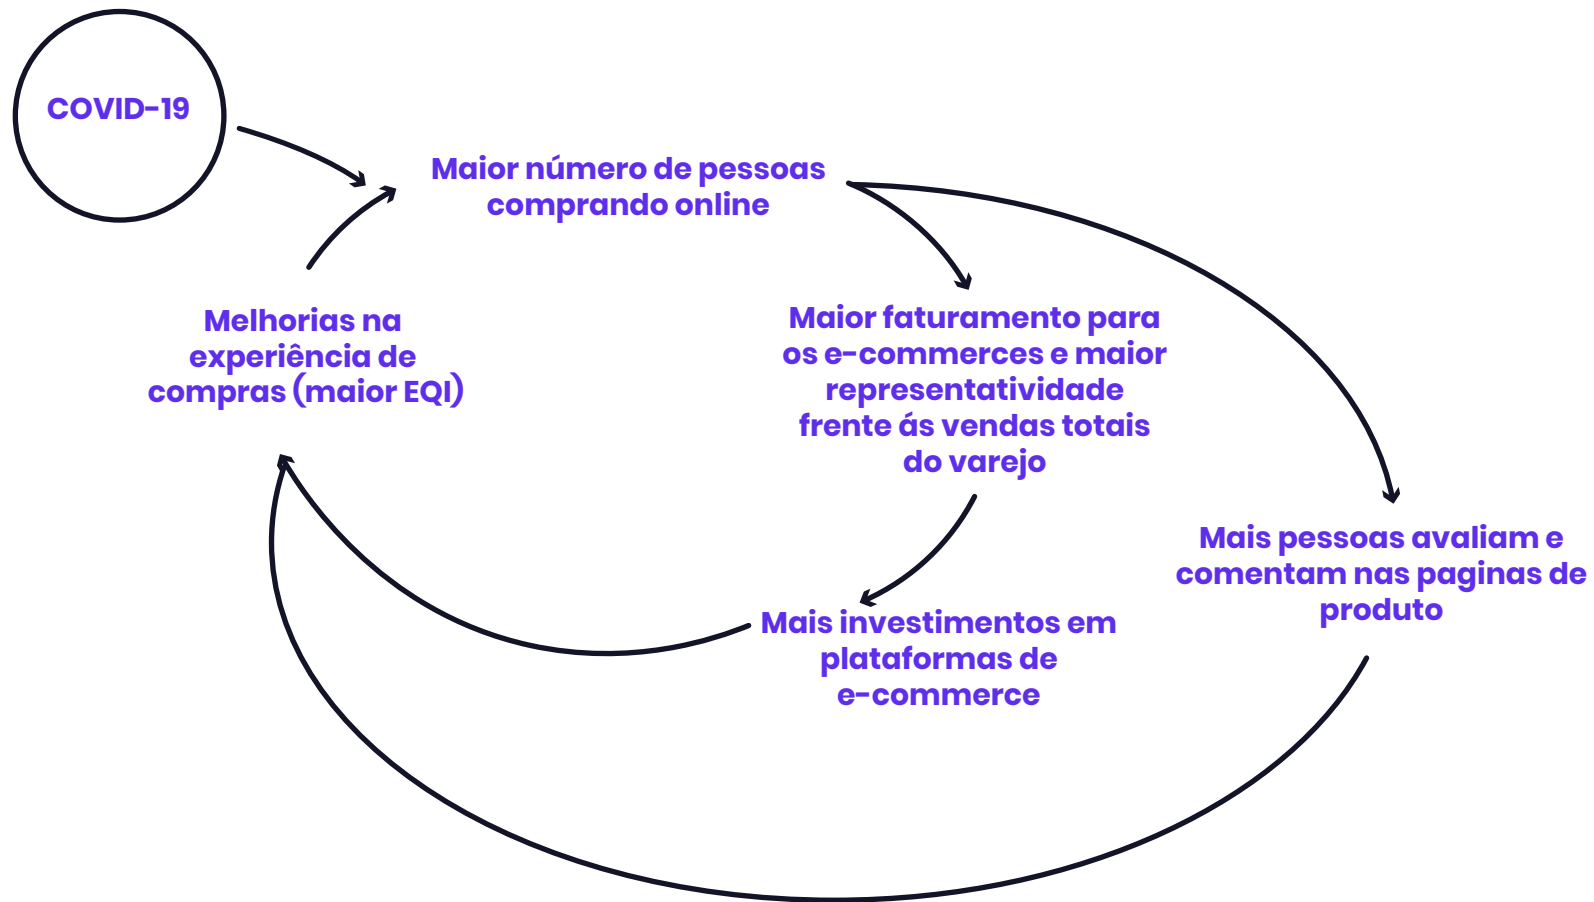 COVID-19
Maior número de pessoas
comprando online
Melhorias na
experiência de
compras (maior EQI)
Maior faturamento para
os e-commerces e maior
representatividade
frente ás vendas totais
do varejo
Mais pessoas avaliam e
comentam nas paginas de
produto
Mais investimentos em
plataformas de
e-commerce